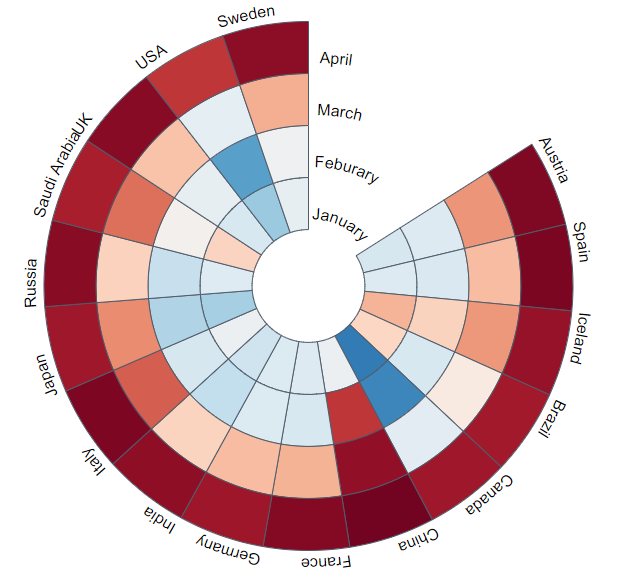 April
March
Feburary
January
Austria
Spain
Iceland
Brazil
Canada
China
France
Germany
India
Italy
Japan
Russia
Saudi Arabia
UK
USA
Sweden